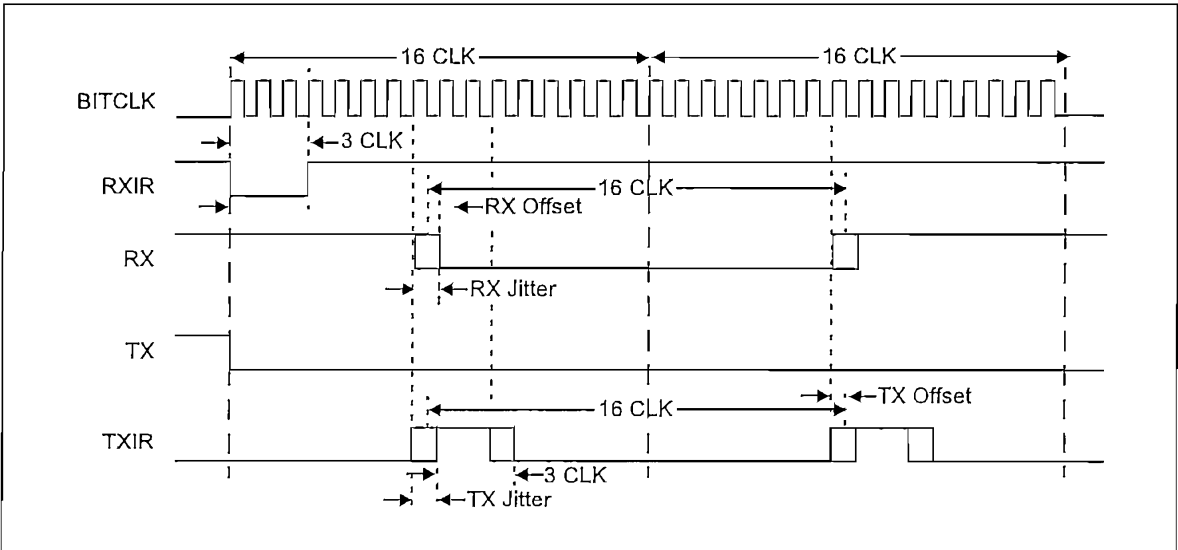 16 CLK
16 CLK
BITCLK
3 CLK
RXIR
16 CLK
RX Offset
RX
RX Jitter
TX
TX Offset
16 CLK
TXIR
3 CLK
TX Jitter